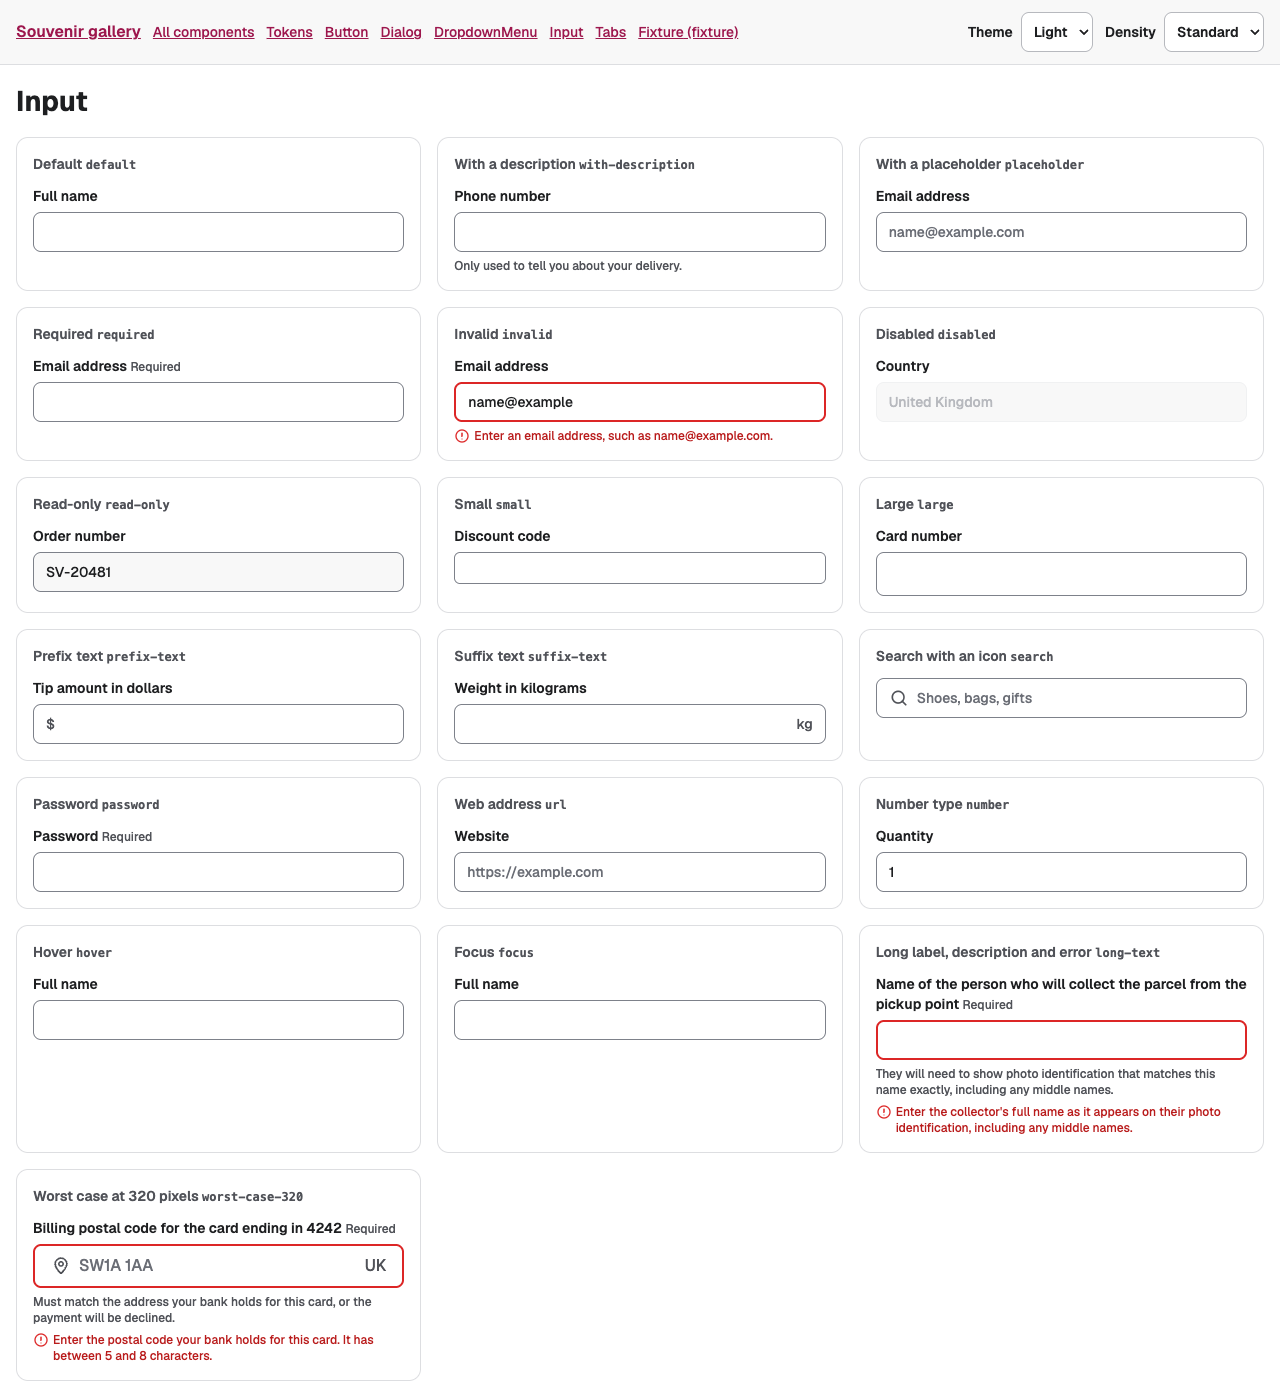 Souvenir gallery All components Tokens Button Dialog DropdownMenu Input Tabs Fixture (fixture) Theme Light Density Standard
Input
Default default
Full name
With a description with-description
Phone number
Only used to tell you about your delivery.
With a placeholder placeholder
Email address
name@example.com
Required required
Email address Required
Invalid invalid
Email address
name@example
Enter an email address, such as name@example.com.
Disabled disabled
Country
United Kingdom
Read-only read-only
Order number
SV-20481
Small small
Discount code
Large large
Card number
Prefix text prefix-text
Tip amount in dollars
$
Suffix text suffix-text
Weight in kilograms
kg
Search with an icon search
Shoes, bags, gifts
Password password
Password Required
Web address url
Website
https://example.com
Number type number
Quantity
1
Hover hover
Full name
Focus focus
Full name
Long label, description and error long-text
Name of the person who will collect the parcel from the
pickup point Required
They will need to show photo identification that matches this
name exactly, including any middle names.
Enter the collector's full name as it appears on their photo
identification, including any middle names.
Worst case at 320 pixels worst-case-320
Billing postal code for the card ending in 4242 Required
SW1A 1AA UK
Must match the address your bank holds for this card, or the
payment will be declined.
Enter the postal code your bank holds for this card. It has
between 5 and 8 characters.